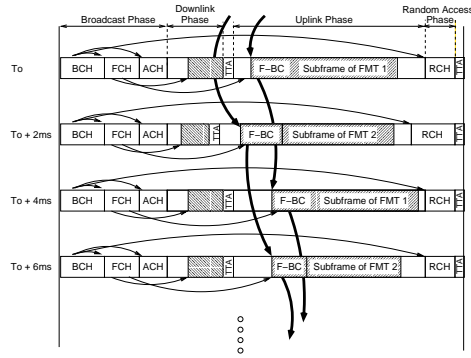 Broadcast Phase
Downlink
Phase
Uplink Phase
Random Access
Phase
To
BCH FCH ACH TTA F-BC Subframe of FMT 1 RCH TTA
To + 2ms
BCH FCH ACH TTA F-BC Subframe of FMT 2 RCH TTA
To + 4ms
BCH FCH ACH TTA F-BC Subframe of FMT 1 RCH TTA
To + 6ms
BCH FCH ACH TTA F-BC Subframe of FMT 2 RCH TTA